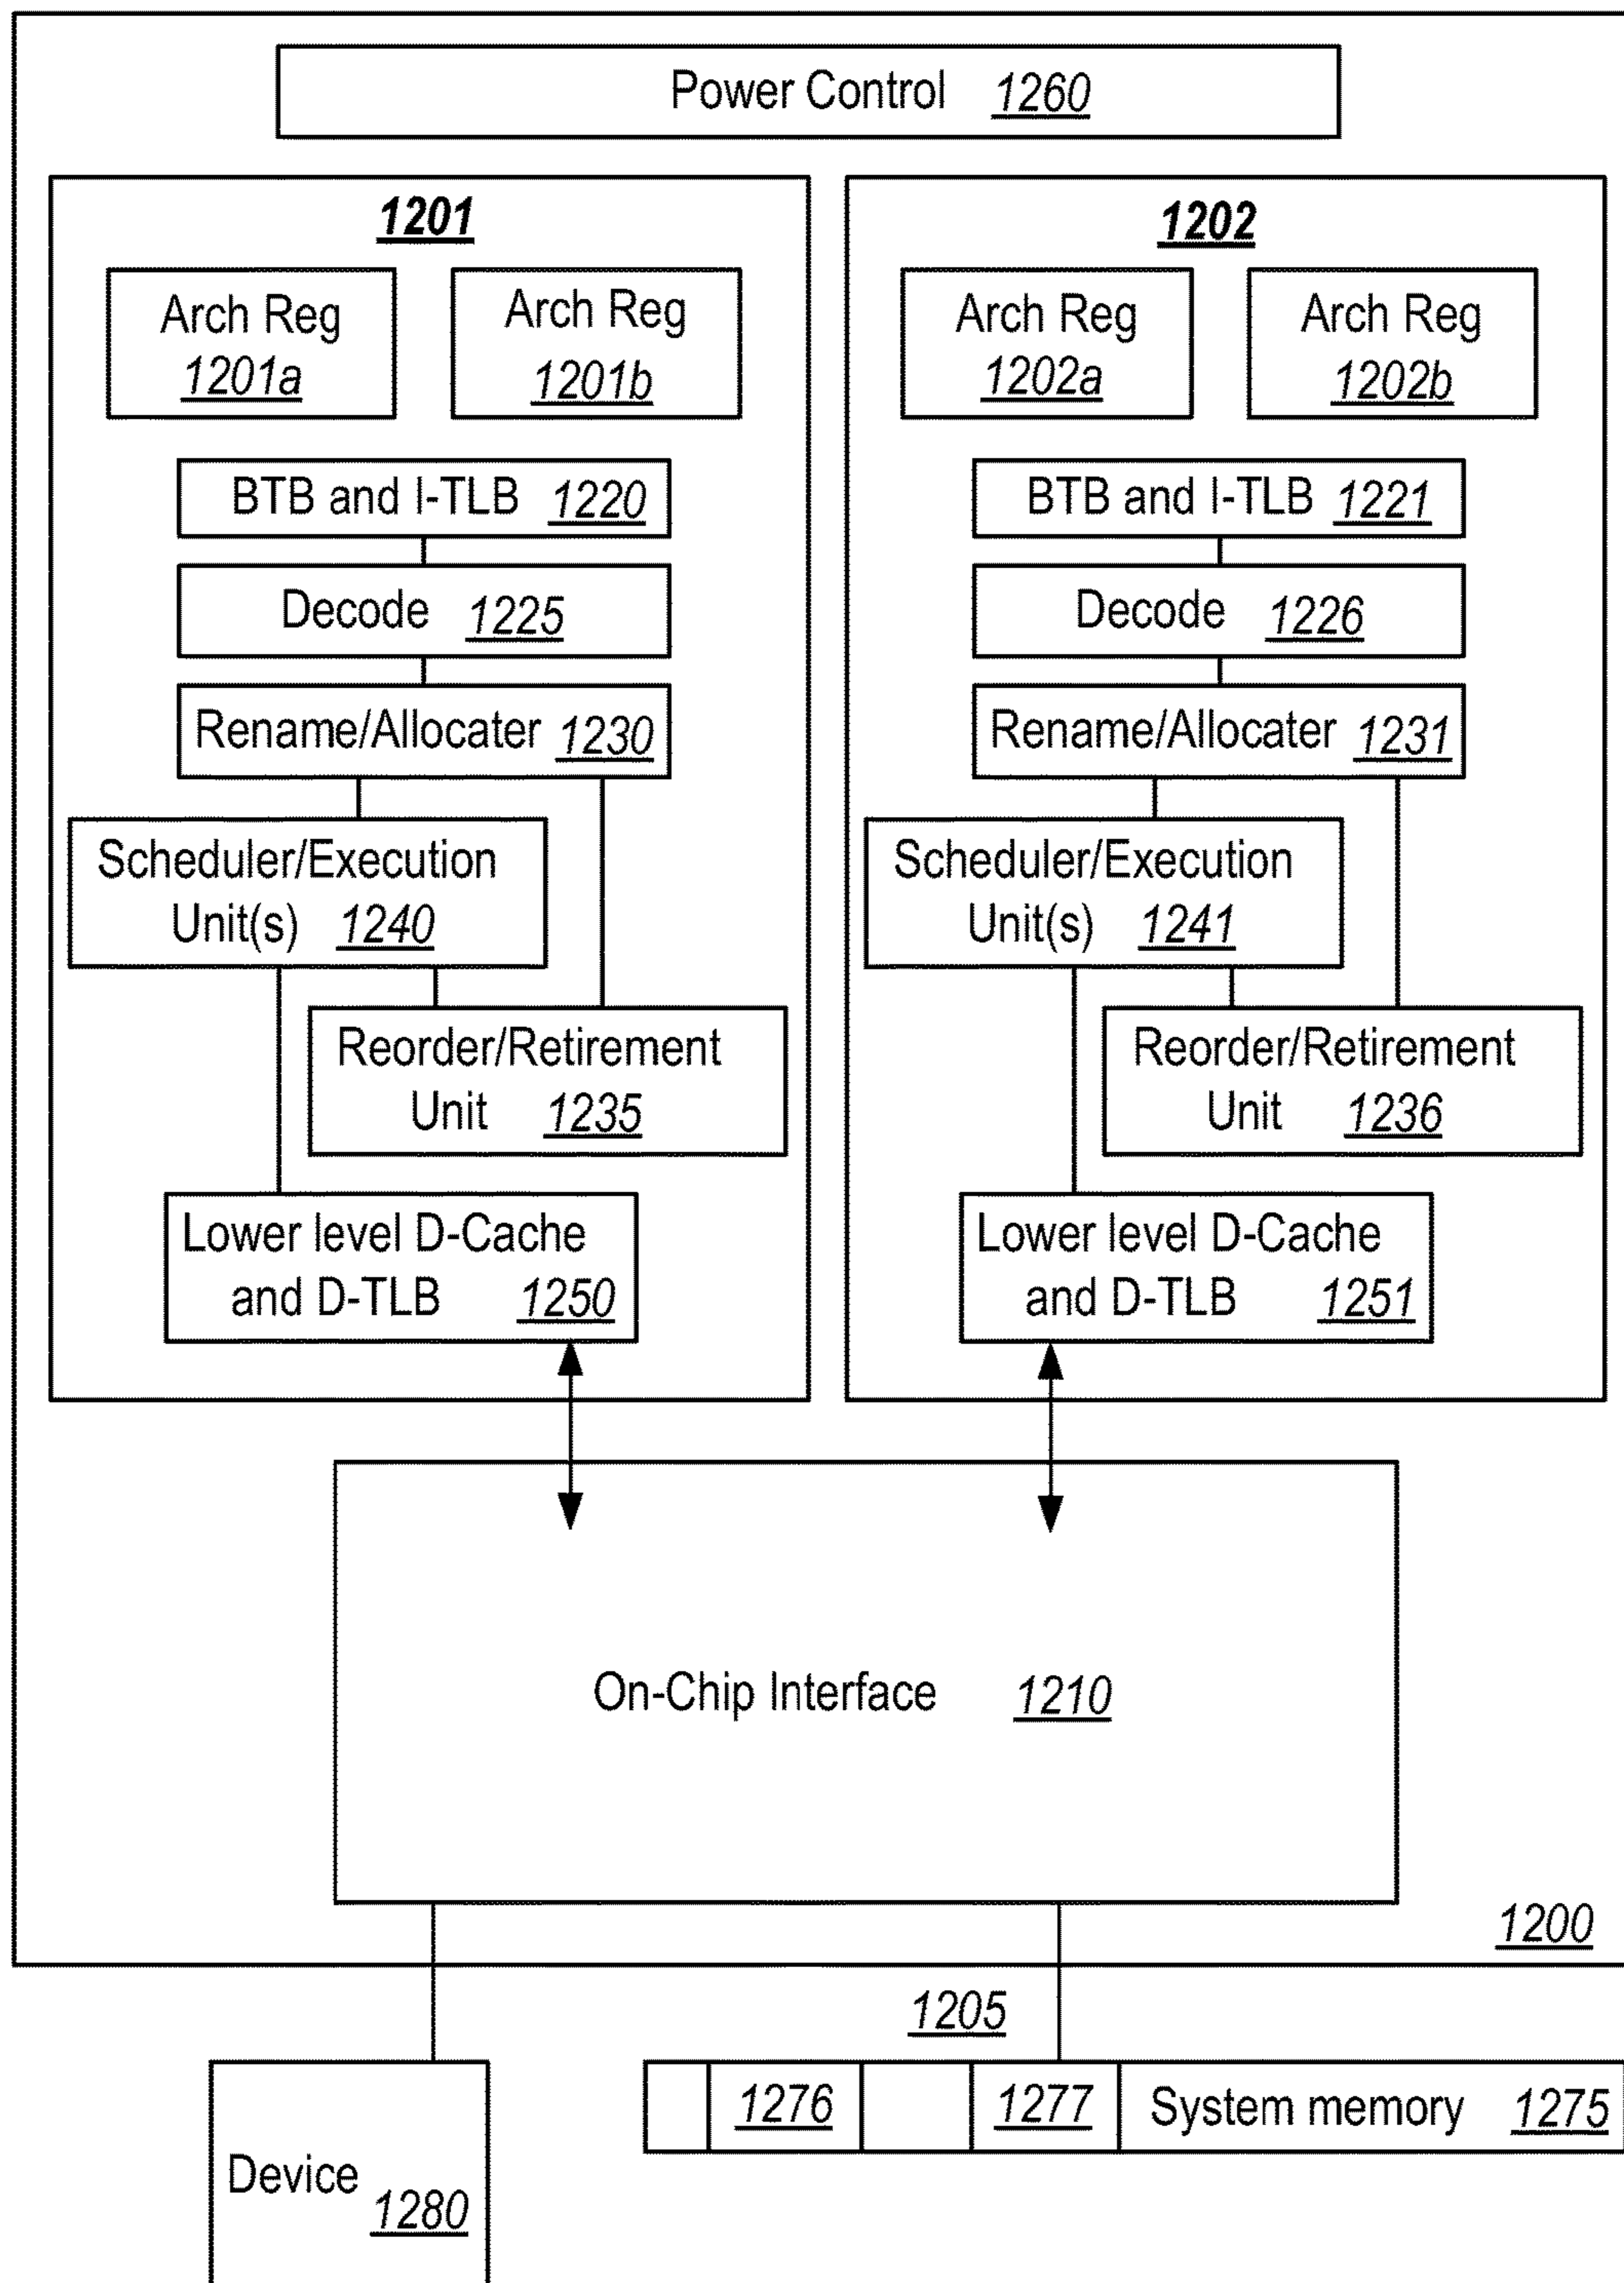 Power Control 1260
1201
Arch Reg
1201a
Arch Reg
1201b
BTB and I-TLB 1220
Decode 1225
Rename/Allocater 1230
Scheduler/Execution
Unit(s) 1240
Reorder/Retirement
Unit 1235
Lower level D-Cache
and D-TLB 1250
1202
Arch Reg
1202a
Arch Reg
1202b
BTB and I-TLB 1221
Decode 1226
Rename/Allocater 1231
Scheduler/Execution
Unit(s) 1241
Reorder/Retirement
Unit 1236
Lower level D-Cache
and D-TLB 1251
On-Chip Interface 1210
1200
1205
1276
1277
System memory 1275
Device 1280